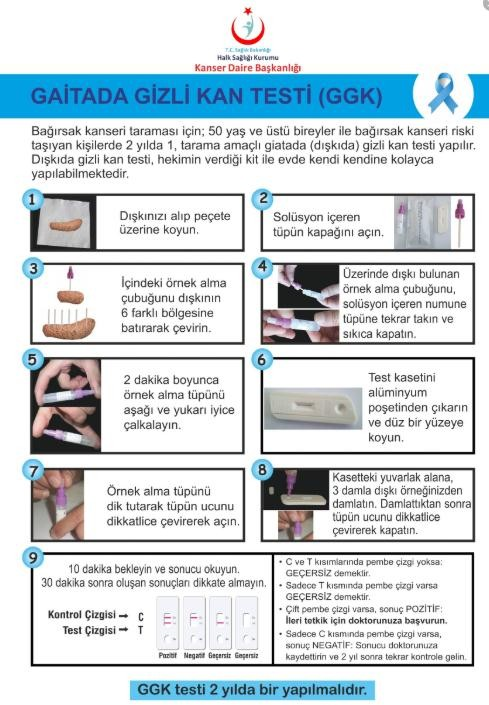 T.C. Sağlık Bakanlığı
Halk Sağlığı Kurumu
Kanser Daire Başkanlığı
GAİTADA GİZLİ KAN TESTİ (GGK)
Bağırsak kanseri taraması için; 50 yaş ve üstü bireyler ile bağırsak kanseri riski
taşıyan kişilerde 2 yılda 1, tarama amaçlı giatada (dışkıda) gizli kan testi yapılır.
Dışkıda gizli kan testi, hekimin verdiği kit ile evde kendi kendine kolayca
yapılabilmektedir.
1
Dışkınızı alıp peçete
üzerine koyun.
2
Solüsyon içeren
tüpün kapağını açın.
3
İçindeki örnek alma
çubuğunu dışkının
6 farklı bölgesine
batırarak çevirin.
4
Üzerinde dışkı bulunan
örnek alma çubuğunu,
solüsyon içeren numune
tüpüne tekrar takın ve
sıkıca kapatın.
5
2 dakika boyunca
örnek alma tüpünü
aşağı ve yukarı iyice
çalkalayın.
6
Test kasetini
alüminyum
poşetinden çıkarın
ve düz bir yüzeye
koyun.
7
Örnek alma tüpünü
dik tutarak tüpün ucunu
dikkatlice çevirerek açın.
8
Kasetteki yuvarlak alana,
3 damla dışkı örneğinizden
damlatın. Damlattıktan sonra
tüpün ucunu dikkatlice
çevirerek kapatın.
9
10 dakika bekleyin ve sonucu okuyun.
30 dakika sonra oluşan sonuçları dikkate almayın.
Kontrol Çizgisi → C
Test Çizgisi → T
Pozitif Negatif Geçersiz Geçersiz
• C ve T kısımlarında pembe çizgi yoksa:
GEÇERSİZ demektir.
• Sadece T kısmında pembe çizgi varsa
GEÇERSİZ demektir.
• Çift pembe çizgi varsa, sonuç POZİTİF:
İleri tetkik için doktorunuza başvurun.
• Sadece C kısmında pembe çizgi varsa,
sonuç NEGATİF: Sonucu doktorunuza
kaydettirin ve 2 yıl sonra tekrar kontrole gelin.
GGK testi 2 yılda bir yapılmalıdır.